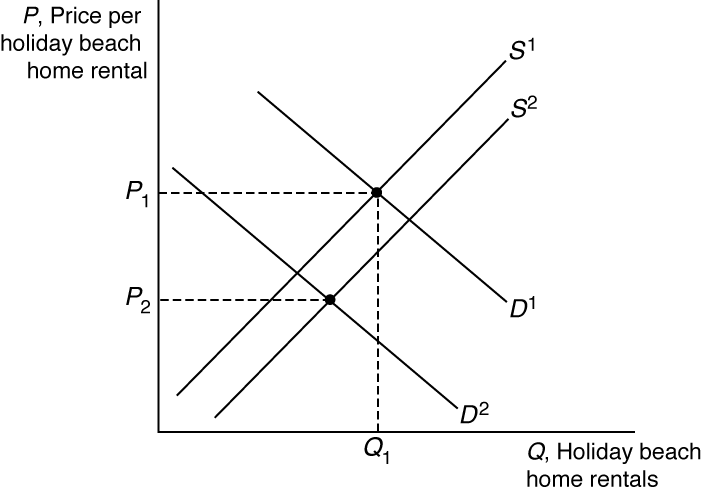 P, Price per
holiday beach
home rental
S¹
S²
P₁
P₂
D¹
D²
Q₁
Q, Holiday beach
home rentals